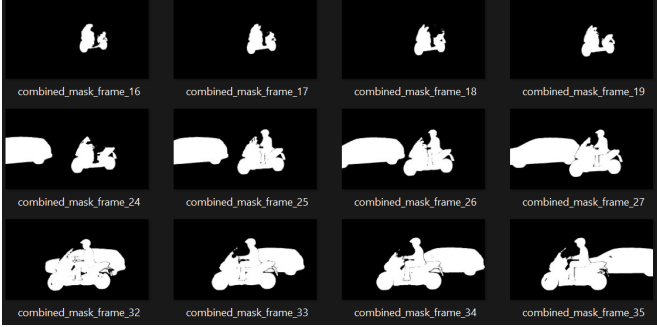 combined_mask_frame_16
combined_mask_frame_17
combined_mask_frame_18
combined_mask_frame_19
combined_mask_frame_24
combined_mask_frame_25
combined_mask_frame_26
combined_mask_frame_27
combined_mask_frame_32
combined_mask_frame_33
combined_mask_frame_34
combined_mask_frame_35